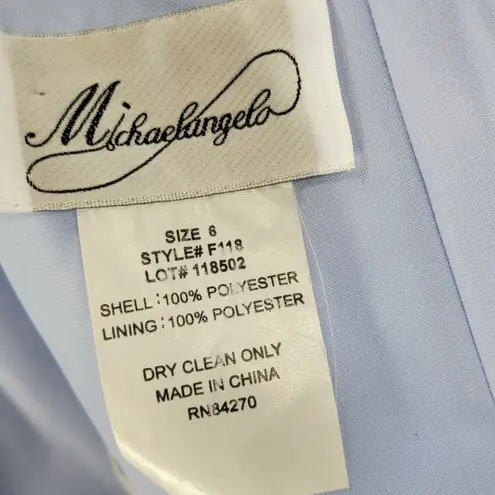 Michaelangelo
SIZE 6
STYLE# F118
LOT# 118502
SHELL:100% POLYESTER
LINING:100% POLYESTER
DRY CLEAN ONLY
MADE IN CHINA
RN84270